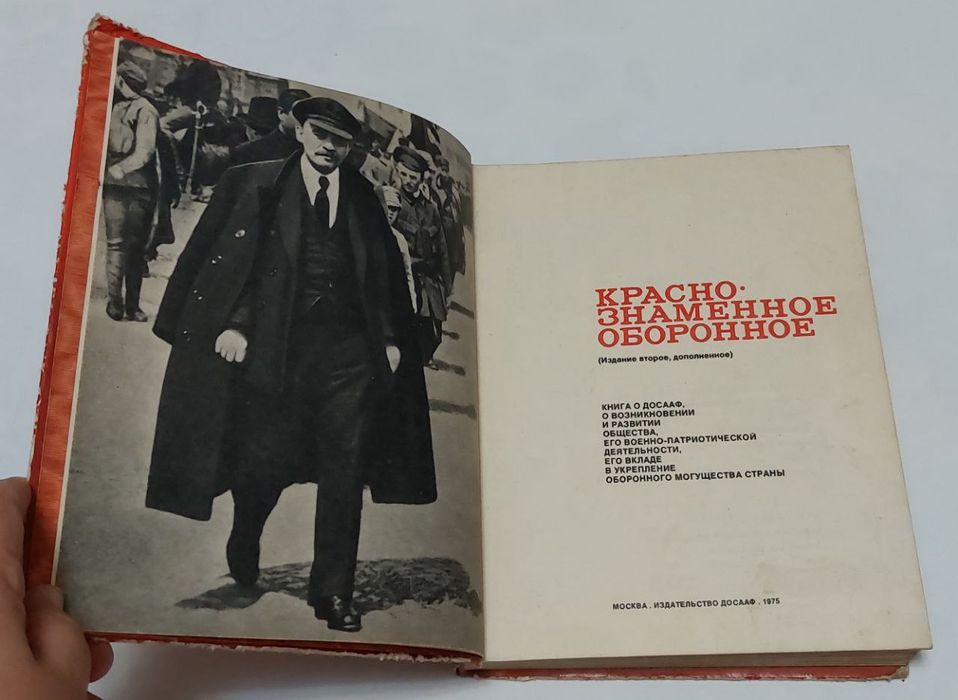 КРАСНО-
ЗНАМЕННОЕ
ОБОРОННОЕ
(Издание второе, дополненное)
КНИГА О ДОСААФ,
О ВОЗНИКНОВЕНИИ
И РАЗВИТИИ
ОБЩЕСТВА,
ЕГО ВОЕННО-ПАТРИОТИЧЕСКОЙ
ДЕЯТЕЛЬНОСТИ,
ЕГО ВКЛАДЕ
В УКРЕПЛЕНИЕ
ОБОРОННОГО МОГУЩЕСТВА СТРАНЫ
МОСКВА . ИЗДАТЕЛЬСТВО ДОСААФ . 1975